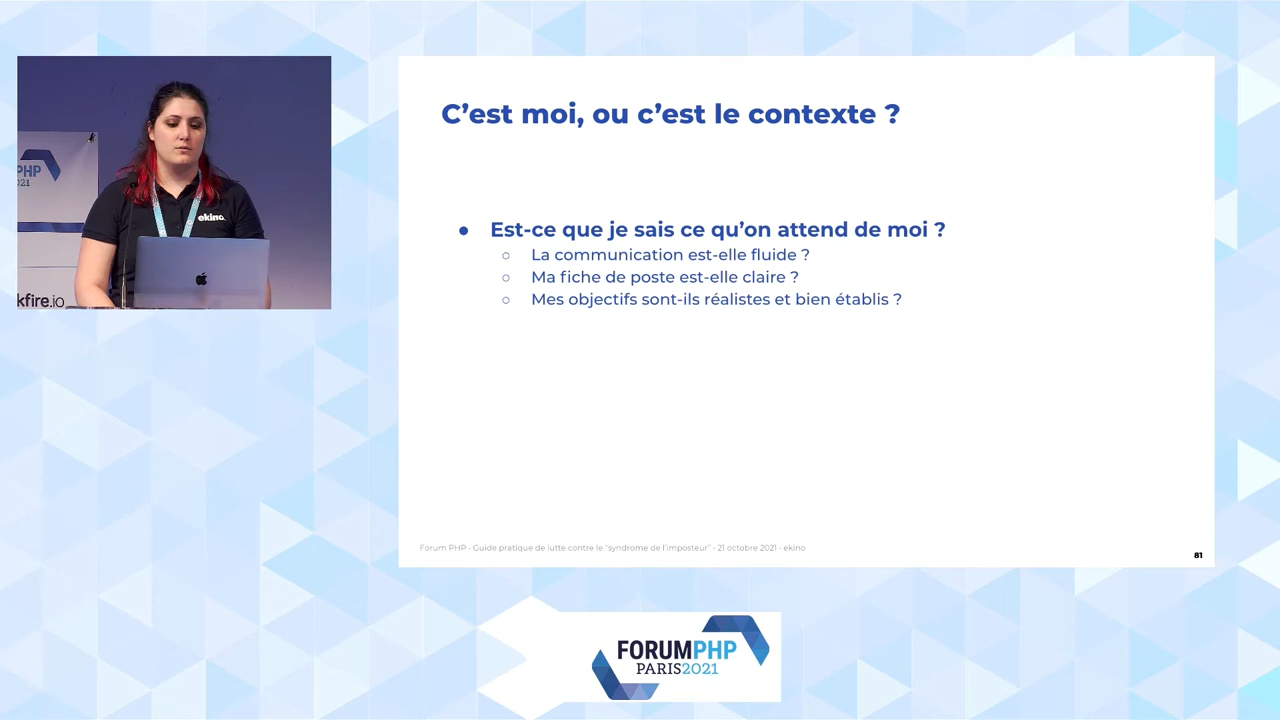 PHP
2021
kfire.io
ekino.
C’est moi, ou c’est le contexte ?
● Est-ce que je sais ce qu’on attend de moi ?
○ La communication est-elle fluide ?
○ Ma fiche de poste est-elle claire ?
○ Mes objectifs sont-ils réalistes et bien établis ?
Forum PHP - Guide pratique de lutte contre le “syndrome de l’imposteur” - 21 octobre 2021 - ekino
81
FORUMPHP
PARIS2021